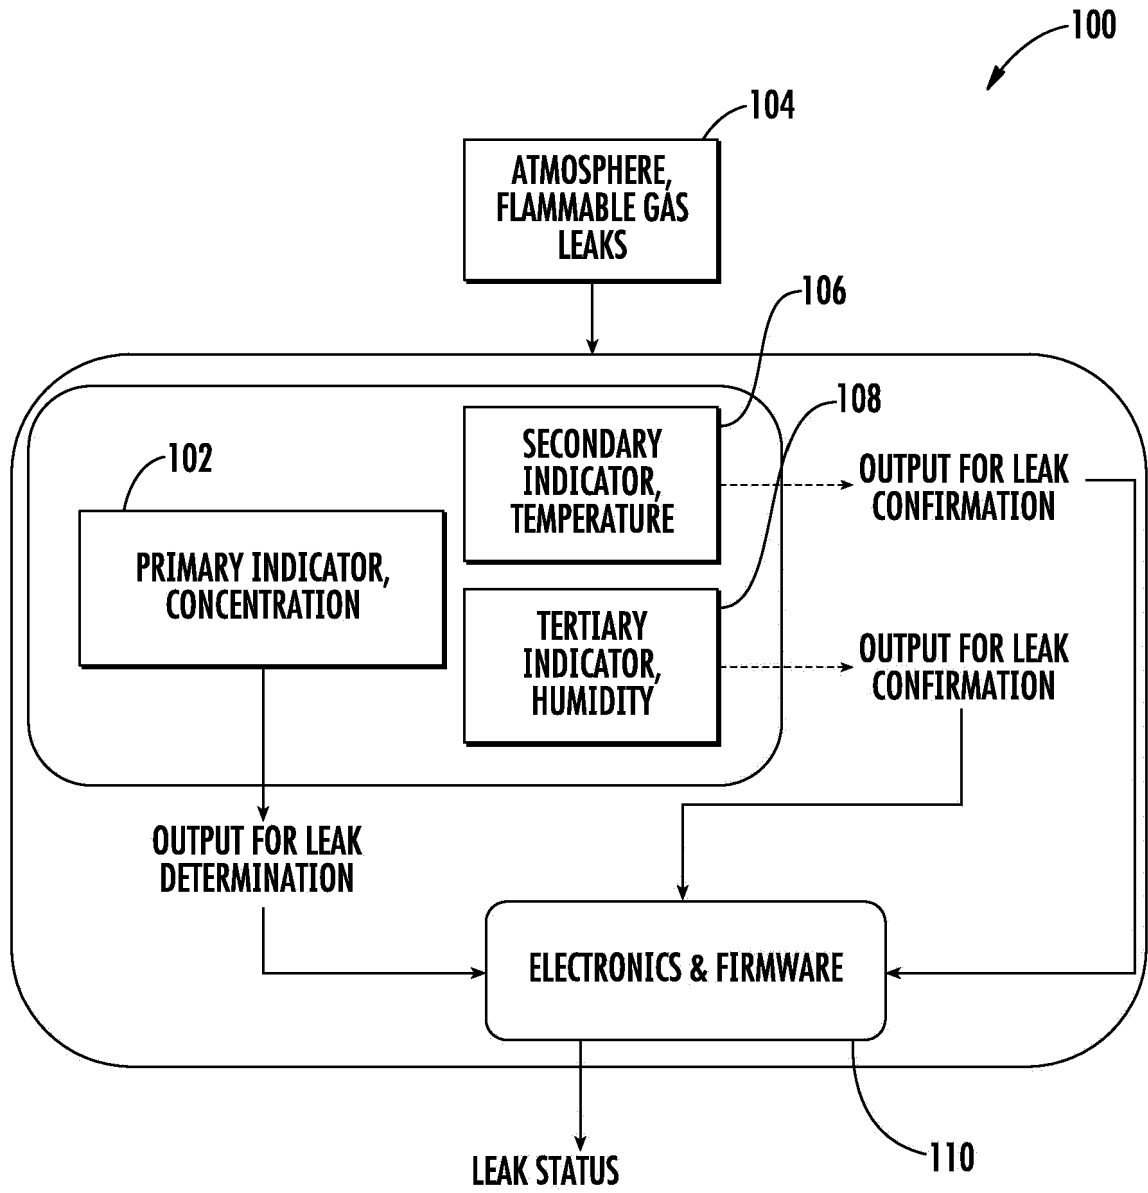 100
104
ATMOSPHERE,
FLAMMABLE GAS
LEAKS
106
108
SECONDARY
INDICATOR,
TEMPERATURE
OUTPUT FOR LEAK
CONFIRMATION
102
PRIMARY INDICATOR,
CONCENTRATION
TERTIARY
INDICATOR,
HUMIDITY
OUTPUT FOR LEAK
CONFIRMATION
OUTPUT FOR LEAK
DETERMINATION
ELECTRONICS & FIRMWARE
110
LEAK STATUS